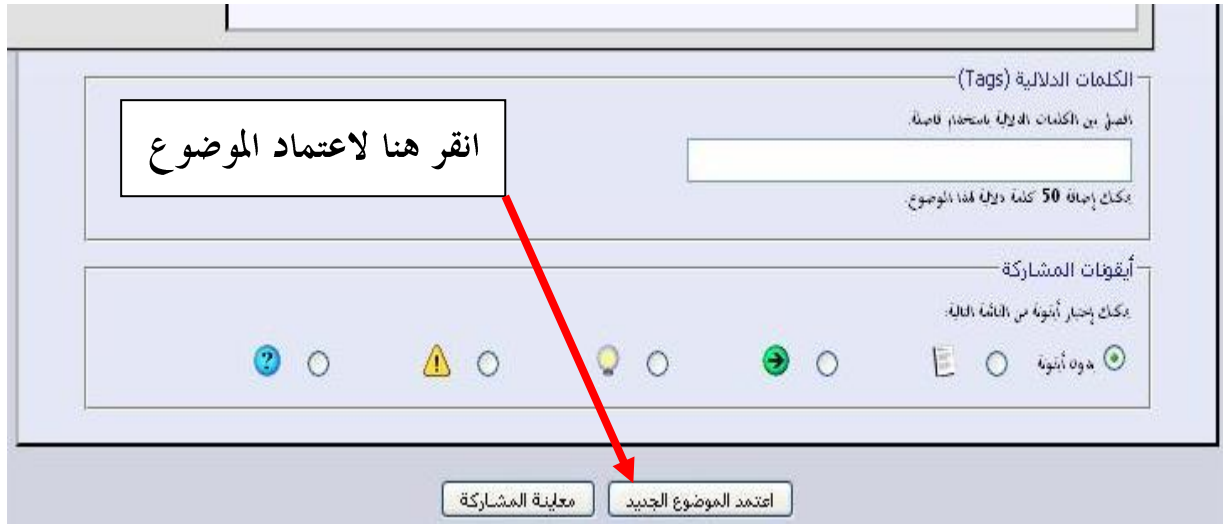 الكلمات الدلالية (Tags)
افصل بين الكلمات الدلالية باستخدام فاصلة.
يمكنك إضافة 50 كلمة دلالية لهذا الموضوع.
انقر هنا لاعتماد الموضوع
أيقونات المشاركة
يمكنك إختيار أيقونة من القائمة التالية:
بدون أيقونة
اعتمد الموضوع الجديد
معاينة المشاركة